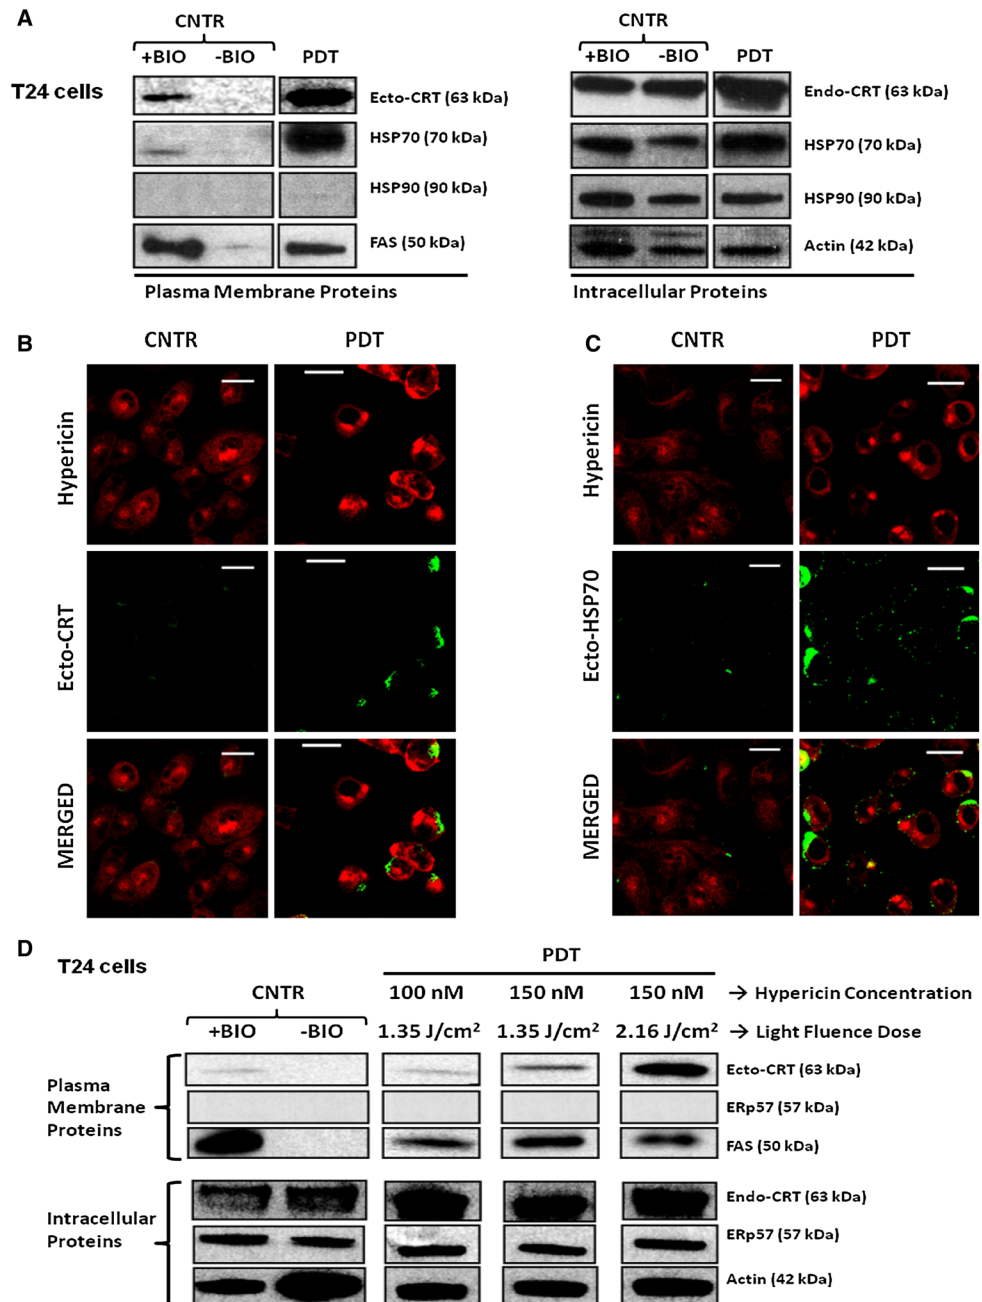 A
CNTR
+BIO -BIO PDT
T24 cells
Ecto-CRT (63 kDa)
HSP70 (70 kDa)
HSP90 (90 kDa)
FAS (50 kDa)
Plasma Membrane Proteins
CNTR
+BIO -BIO PDT
Endo-CRT (63 kDa)
HSP70 (70 kDa)
HSP90 (90 kDa)
Actin (42 kDa)
Intracellular Proteins
B
CNTR PDT
Hypericin
Ecto-CRT
MERGED
C
CNTR PDT
Hypericin
Ecto-HSP70
MERGED
D
T24 cells
PDT
CNTR 100 nM 150 nM 150 nM → Hypericin Concentration
+BIO -BIO 1.35 J/cm² 1.35 J/cm² 2.16 J/cm² → Light Fluence Dose
Plasma
Membrane
Proteins
Ecto-CRT (63 kDa)
ERp57 (57 kDa)
FAS (50 kDa)
Intracellular
Proteins
Endo-CRT (63 kDa)
ERp57 (57 kDa)
Actin (42 kDa)